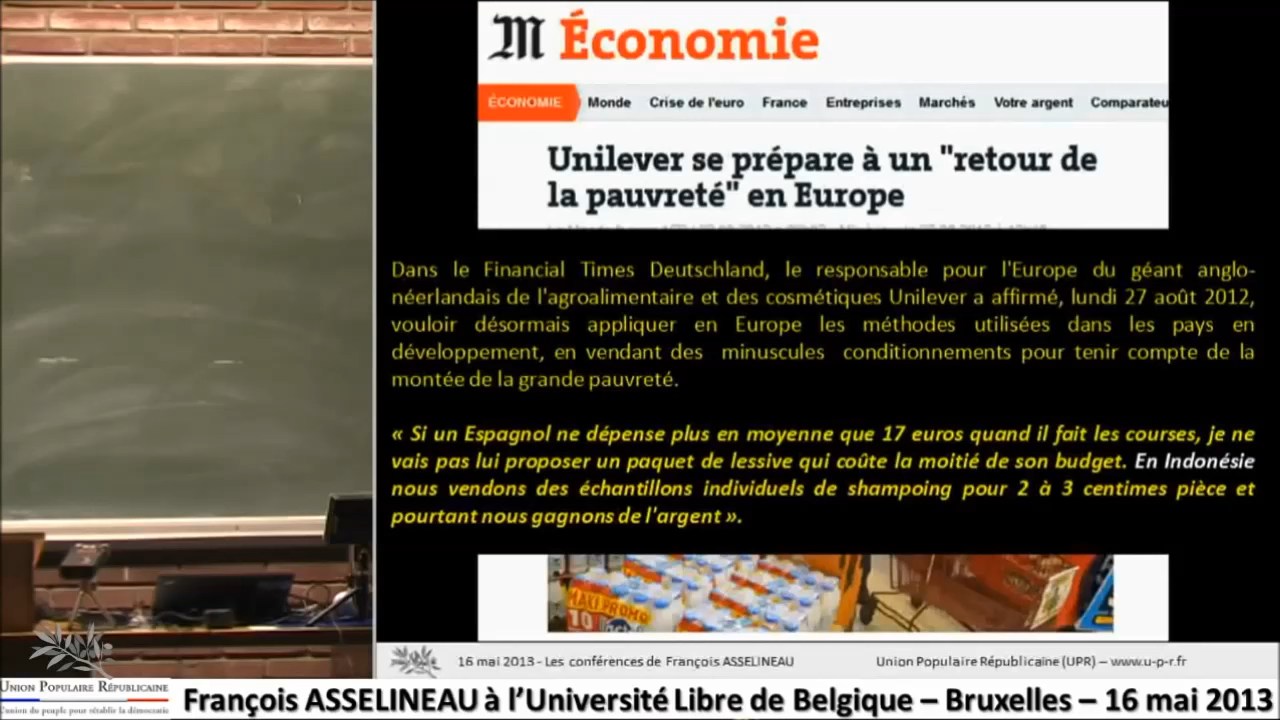 M Économie
ÉCONOMIE Monde Crise de l'euro France Entreprises Marchés Votre argent Comparateu
Unilever se prépare à un "retour de
la pauvreté" en Europe
Dans le Financial Times Deutschland, le responsable pour l'Europe du géant anglo-
néerlandais de l'agroalimentaire et des cosmétiques Unilever a affirmé, lundi 27 août 2012,
vouloir désormais appliquer en Europe les méthodes utilisées dans les pays en
développement, en vendant des minuscules conditionnements pour tenir compte de la
montée de la grande pauvreté.
« Si un Espagnol ne dépense plus en moyenne que 17 euros quand il fait les courses, je ne
vais pas lui proposer un paquet de lessive qui coûte la moitié de son budget. En Indonésie
nous vendons des échantillons individuels de shampoing pour 2 à 3 centimes pièce et
pourtant nous gagnons de l'argent ».
MAXI PROMO
10
16 mai 2013 - Les conférences de François ASSELINEAU Union Populaire Républicaine (UPR) – www.u-p-r.fr
UNION POPULAIRE RÉPUBLICAINE
L'union du peuple pour rétablir la démocratie
François ASSELINEAU à l'Université Libre de Belgique – Bruxelles – 16 mai 2013